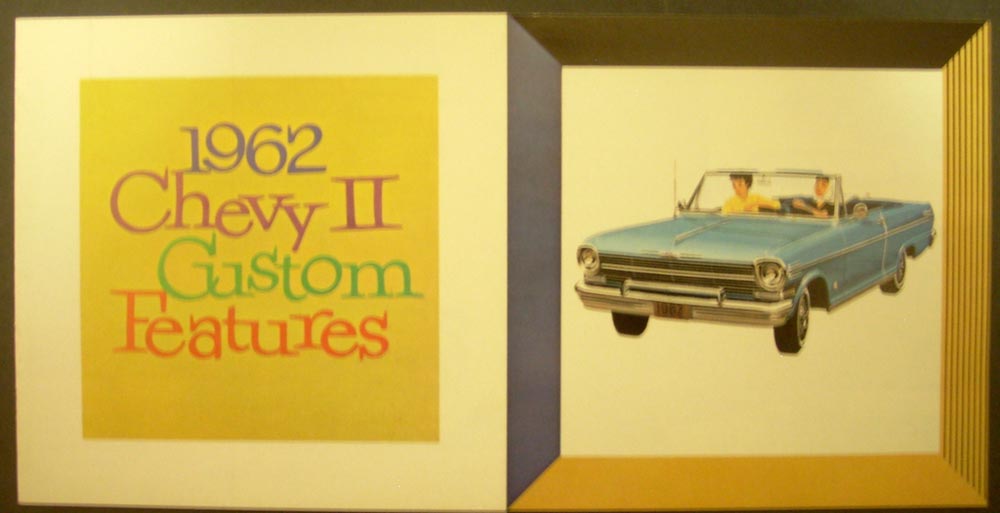 1962
Chevy II
Custom
Features